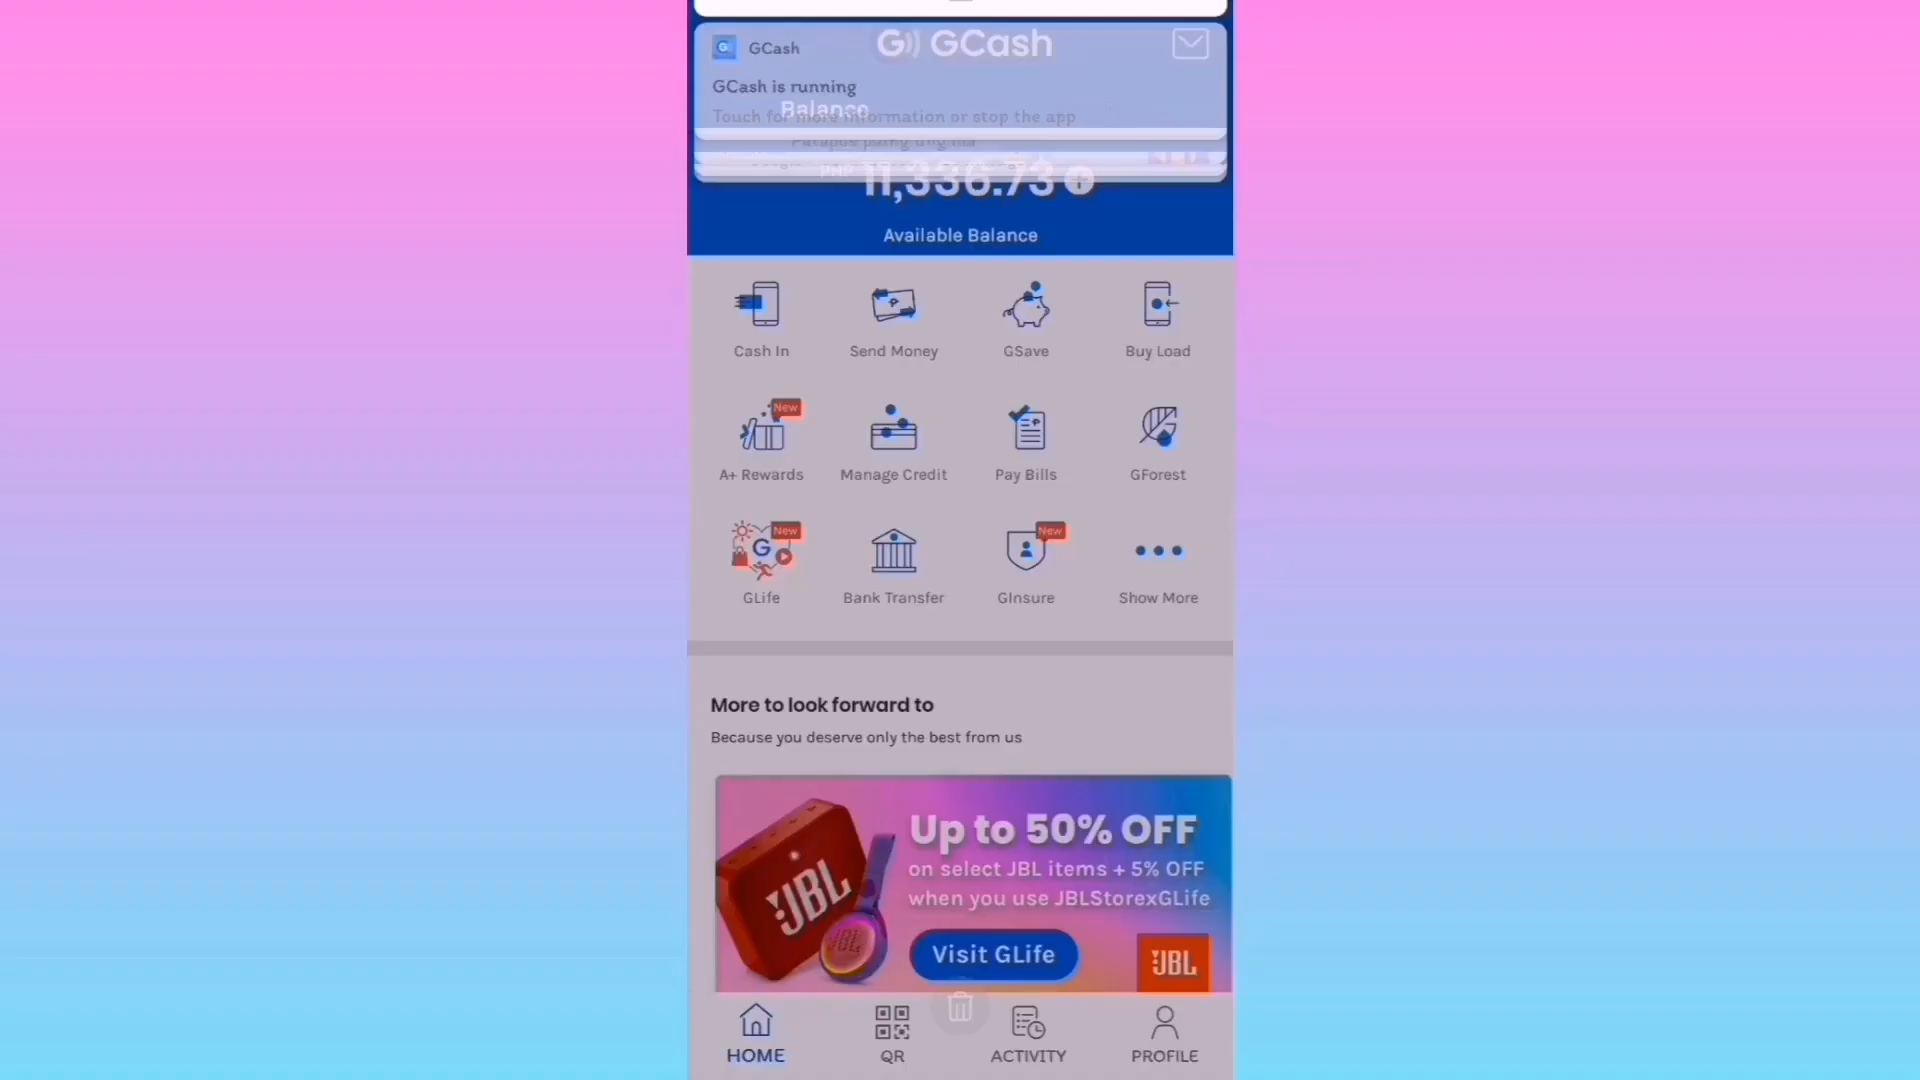 GCash
GCash
GCash is running
Balance
Touch for more information or stop the app
11,336.73
Available Balance
Cash In
Send Money
GSave
Buy Load
New
A+ Rewards
Manage Credit
Pay Bills
GForest
New
New
GLife
Bank Transfer
GInsure
Show More
More to look forward to
Because you deserve only the best from us
Up to 50% OFF
on select JBL items + 5% OFF
when you use JBLStorexGLife
Visit GLife
JBL
JBL
JBL
HOME
QR
ACTIVITY
PROFILE